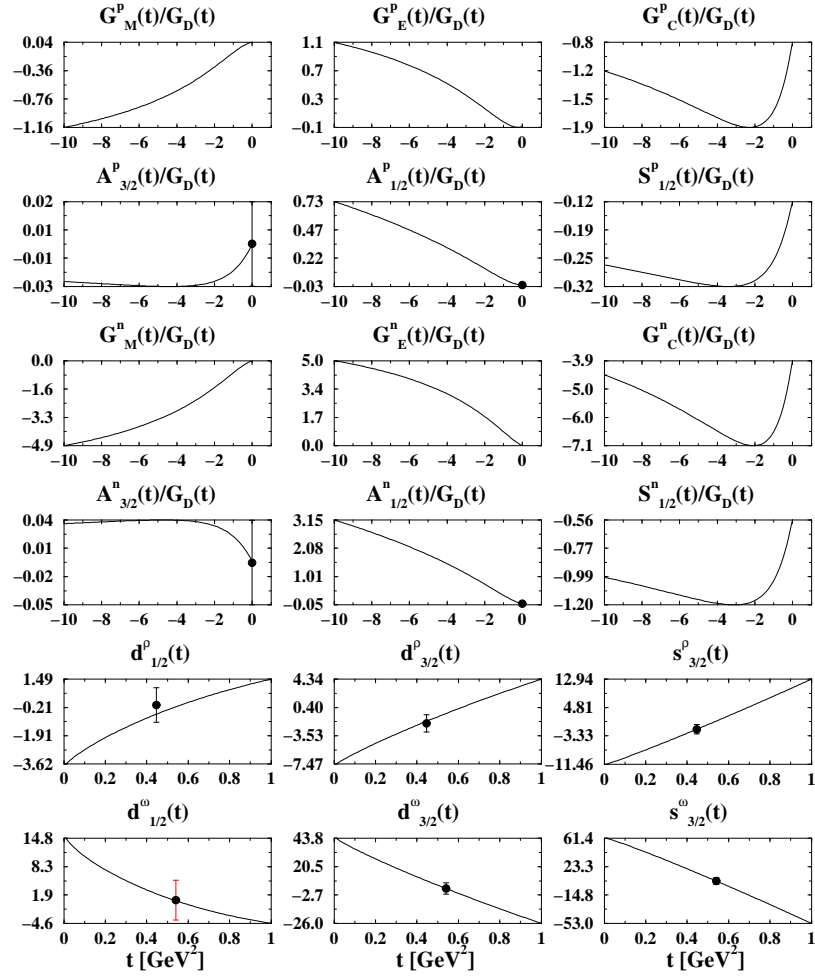 G^p_M(t)/G_D(t) G^p_E(t)/G_D(t) G^p_C(t)/G_D(t)
0.04 1.1 −0.8
−0.36 0.7 −1.2
−0.76 0.3 −1.5
−1.16 −0.1 −1.9
−10 −8 −6 −4 −2 0 −10 −8 −6 −4 −2 0 −10 −8 −6 −4 −2 0
A^p_3/2(t)/G_D(t) A^p_1/2(t)/G_D(t) S^p_1/2(t)/G_D(t)
0.02 0.73 −0.12
0.01 0.47 −0.19
−0.01 0.22 −0.25
−0.03 −0.03 −0.32
−10 −8 −6 −4 −2 0 −10 −8 −6 −4 −2 0 −10 −8 −6 −4 −2 0
G^n_M(t)/G_D(t) G^n_E(t)/G_D(t) G^n_C(t)/G_D(t)
0.0 5.0 −3.9
−1.6 3.4 −5.0
−3.3 1.7 −6.0
−4.9 0.0 −7.1
−10 −8 −6 −4 −2 0 −10 −8 −6 −4 −2 0 −10 −8 −6 −4 −2 0
A^n_3/2(t)/G_D(t) A^n_1/2(t)/G_D(t) S^n_1/2(t)/G_D(t)
0.04 3.15 −0.56
0.01 2.08 −0.77
−0.02 1.01 −0.99
−0.05 −0.05 −1.20
−10 −8 −6 −4 −2 0 −10 −8 −6 −4 −2 0 −10 −8 −6 −4 −2 0
d^ρ_1/2(t) d^ρ_3/2(t) s^ρ_3/2(t)
1.49 4.34 12.94
−0.21 0.40 4.81
−1.91 −3.53 −3.33
−3.62 −7.47 −11.46
0 0.2 0.4 0.6 0.8 1 0 0.2 0.4 0.6 0.8 1 0 0.2 0.4 0.6 0.8 1
d^ω_1/2(t) d^ω_3/2(t) s^ω_3/2(t)
14.8 43.8 61.4
8.3 20.5 23.3
1.9 −2.7 −14.8
−4.6 −26.0 −53.0
0 0.2 0.4 0.6 0.8 1 0 0.2 0.4 0.6 0.8 1 0 0.2 0.4 0.6 0.8 1
t [GeV²] t [GeV²] t [GeV²]